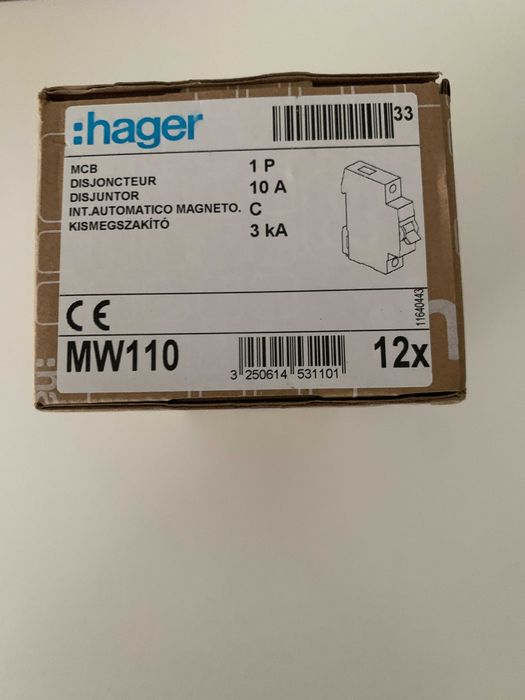 :hager
33
MCB
DISJONCTEUR
DISJUNTOR
INT.AUTOMATICO MAGNETO.
KISMEGSZAKÍTÓ
1 P
10 A
C
3 kA
11640443
CE
MW110
3 250614 531101
12x